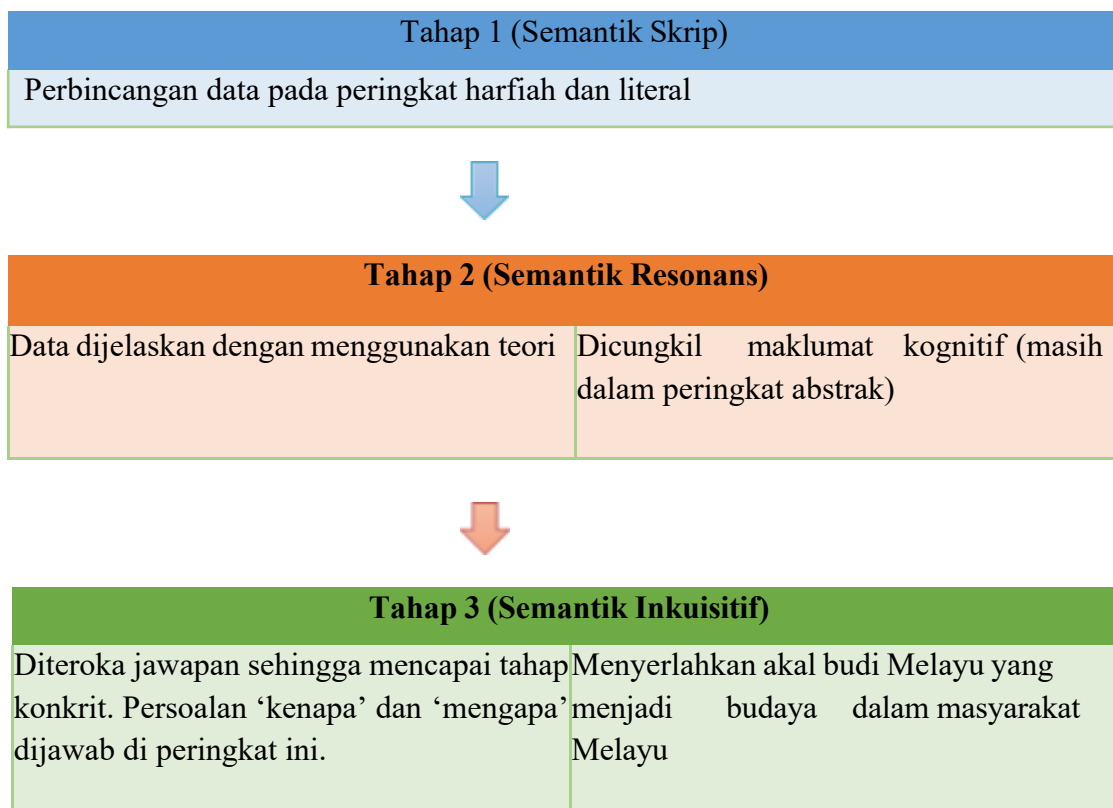 Tahap 1 (Semantik Skrip)
Perbincangan data pada peringkat harfiah dan literal
Tahap 2 (Semantik Resonans)
Data dijelaskan dengan menggunakan teori
Dicungkil maklumat kognitif (masih
dalam peringkat abstrak)
Tahap 3 (Semantik Inkuisitif)
Diteroka jawapan sehingga mencapai tahap
konkrit. Persoalan ‘kenapa’ dan ‘mengapa’
dijawab di peringkat ini.
Menyerlahkan akal budi Melayu yang
menjadi budaya dalam masyarakat
Melayu